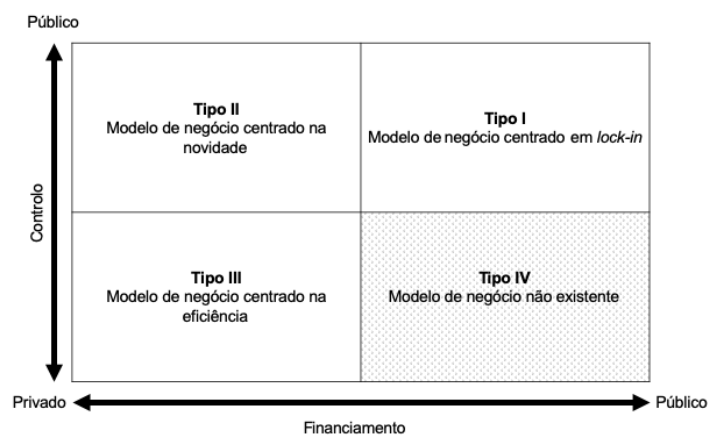 Público
Tipo II
Modelo de negócio centrado na
novidade
Tipo I
Modelo de negócio centrado em lock-in
Controlo
Tipo III
Modelo de negócio centrado na
eficiência
Tipo IV
Modelo de negócio não existente
Privado
Público
Financiamento